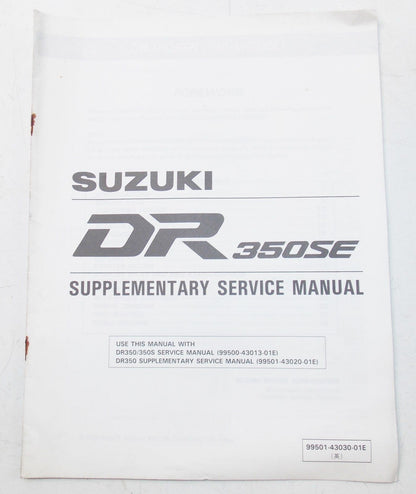 SUZUKI
DR 350SE
SUPPLEMENTARY SERVICE MANUAL
USE THIS MANUAL WITH
DR350/350S SERVICE MANUAL (99500-43013-01E)
DR350 SUPPLEMENTARY SERVICE MANUAL (99501-43020-01E)
99501-43030-01E
(英)